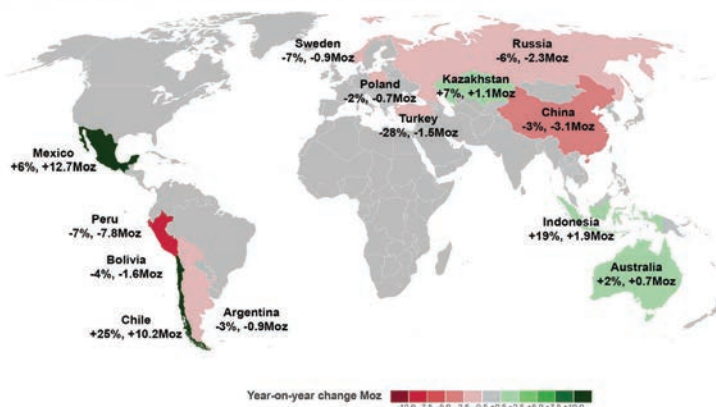 Sweden
-7%, -0.9Moz
Russia
-6%, -2.3Moz
Poland
-2%, -0.7Moz
Kazakhstan
+7%, +1.1Moz
Turkey
-28%, -1.5Moz
China
-3%, -3.1Moz
Mexico
+6%, +12.7Moz
Peru
-7%, -7.8Moz
Indonesia
+19%, +1.9Moz
Bolivia
-4%, -1.6Moz
Australia
+2%, +0.7Moz
Chile
+25%, +10.2Moz
Argentina
-3%, -0.9Moz
Year-on-year change Moz